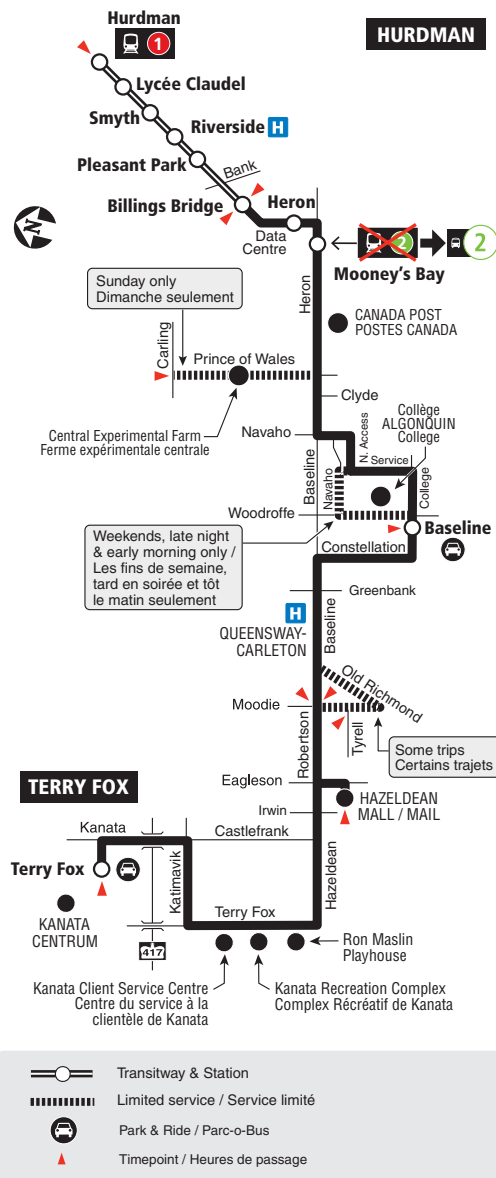 Hurdman
1
HURDMAN
Lycée Claudel
Smyth
Riverside H
Pleasant Park
Bank
Billings Bridge
Heron
Data
Centre
N
2
2
Mooney's Bay
Sunday only
Dimanche seulement
Heron
CANADA POST
POSTES CANADA
Carling
Prince of Wales
Clyde
Central Experimental Farm
Ferme expérimentale centrale
Collège
ALGONQUIN
College
Navaho
N. Access
Service
Baseline
Navaho
College
Woodroffe
Baseline
Constellation
Weekends, late night
& early morning only /
Les fins de semaine,
tard en soirée et tôt
le matin seulement
Greenbank
H
QUEENSWAY-
CARLETON
Baseline
Old Richmond
Moodie
Robertson
Tyrell
Some trips
Certains trajets
Eagleson
TERRY FOX
HAZELDEAN
MALL / MAIL
Irwin
Kanata
Castlefrank
Terry Fox
Katimavik
Hazeldean
KANATA
CENTRUM
Terry Fox
417
Ron Maslin
Playhouse
Kanata Client Service Centre
Centre du service à la
clientèle de Kanata
Kanata Recreation Complex
Complex Récréatif de Kanata
Transitway & Station
Limited service / Service limité
Park & Ride / Parc-o-Bus
Timepoint / Heures de passage